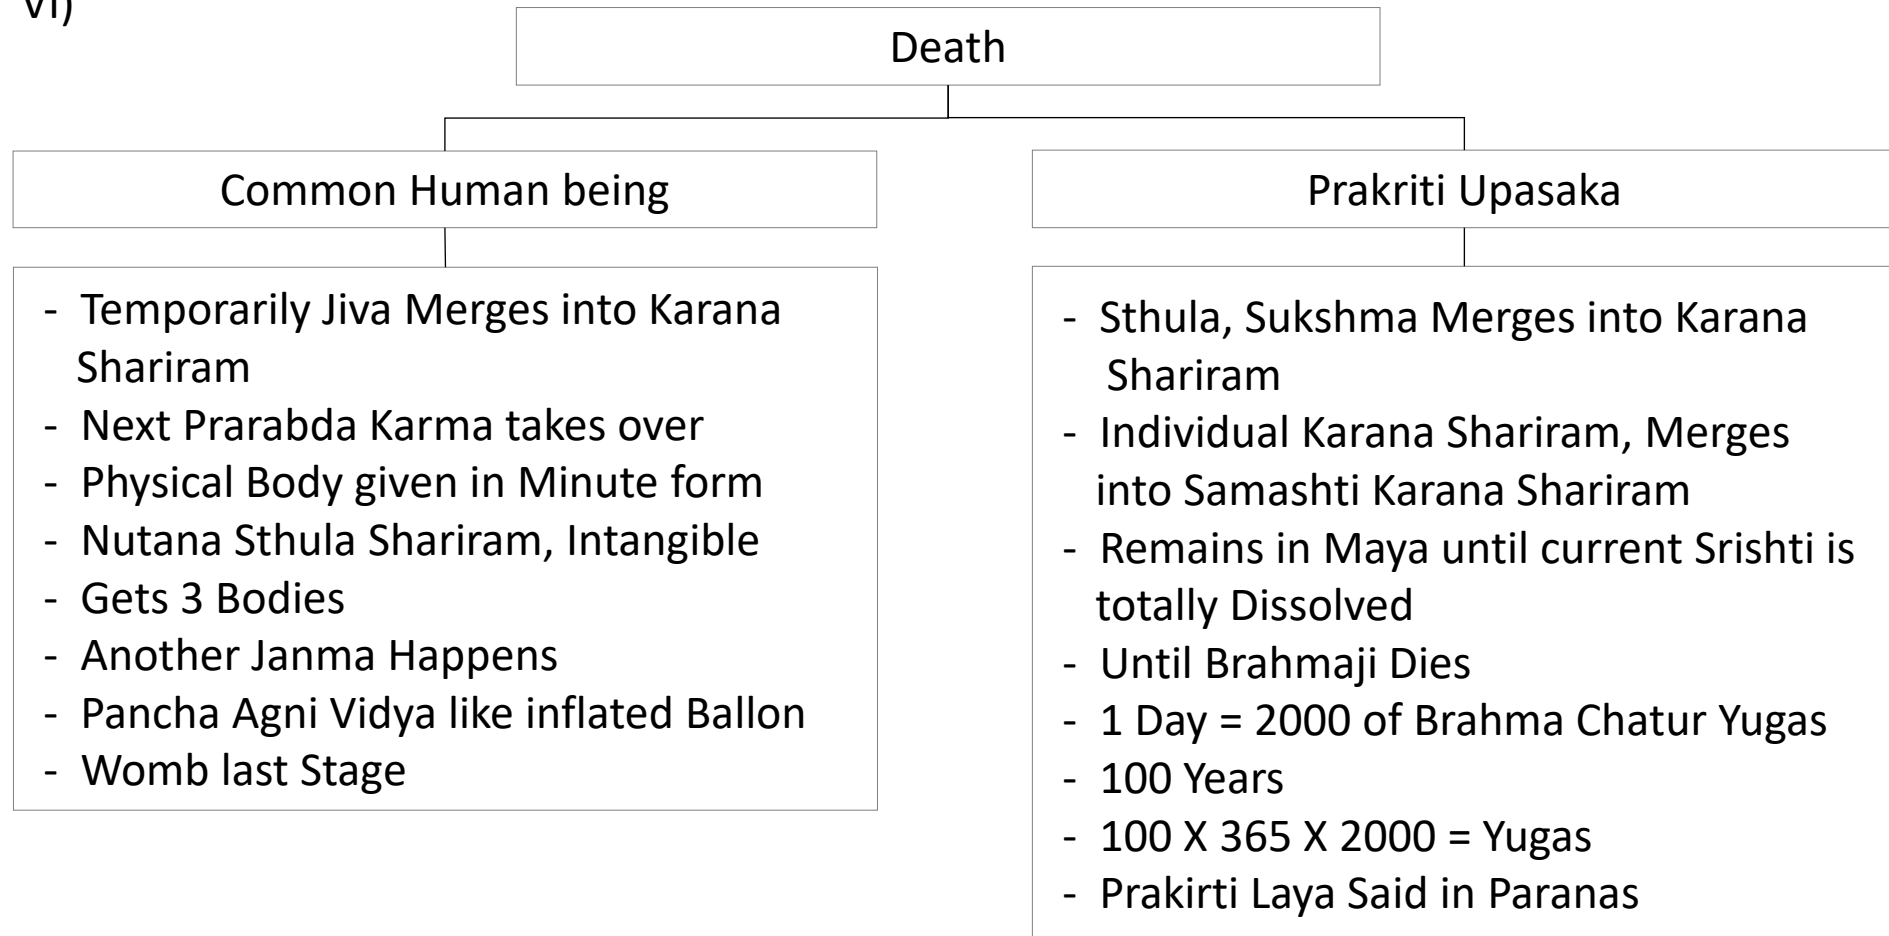 VI)
Death
Common Human being
- Temporarily Jiva Merges into Karana
Shariram
- Next Prarabda Karma takes over
- Physical Body given in Minute form
- Nutana Sthula Shariram, Intangible
- Gets 3 Bodies
- Another Janma Happens
- Pancha Agni Vidya like inflated Ballon
- Womb last Stage
Prakriti Upasaka
- Sthula, Sukshma Merges into Karana
Shariram
- Individual Karana Shariram, Merges
into Samashti Karana Shariram
- Remains in Maya until current Srishti is
totally Dissolved
- Until Brahmaji Dies
- 1 Day = 2000 of Brahma Chatur Yugas
- 100 Years
- 100 X 365 X 2000 = Yugas
- Prakirti Laya Said in Paranas